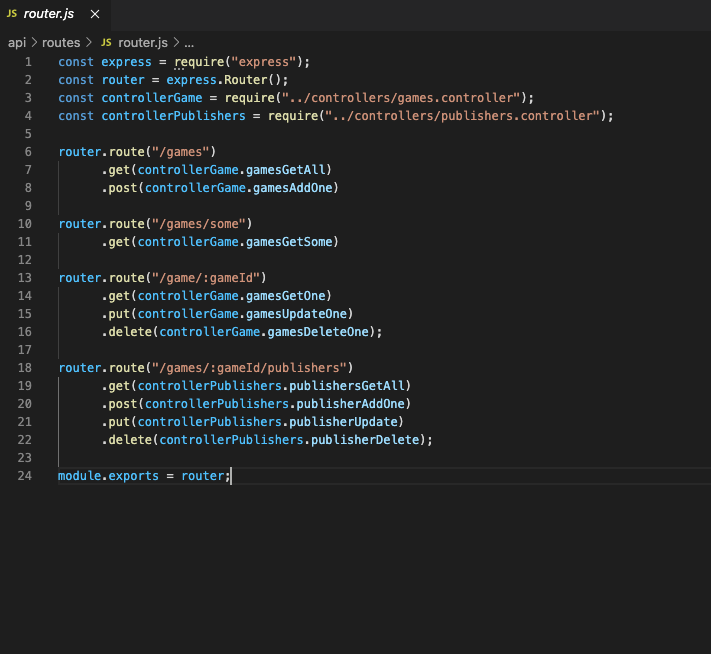 JS router.js ×
api > routes > JS router.js > ...
1 const express = require("express");
2 const router = express.Router();
3 const controllerGame = require("../controllers/games.controller");
4 const controllerPublishers = require("../controllers/publishers.controller");
5
6 router.route("/games")
7       .get(controllerGame.gamesGetAll)
8       .post(controllerGame.gamesAddOne)
9
10 router.route("/games/some")
11       .get(controllerGame.gamesGetSome)
12
13 router.route("/game/:gameId")
14       .get(controllerGame.gamesGetOne)
15       .put(controllerGame.gamesUpdateOne)
16       .delete(controllerGame.gamesDeleteOne);
17
18 router.route("/games/:gameId/publishers")
19       .get(controllerPublishers.publishersGetAll)
20       .post(controllerPublishers.publisherAddOne)
21       .put(controllerPublishers.publisherUpdate)
22       .delete(controllerPublishers.publisherDelete);
23
24 module.exports = router;